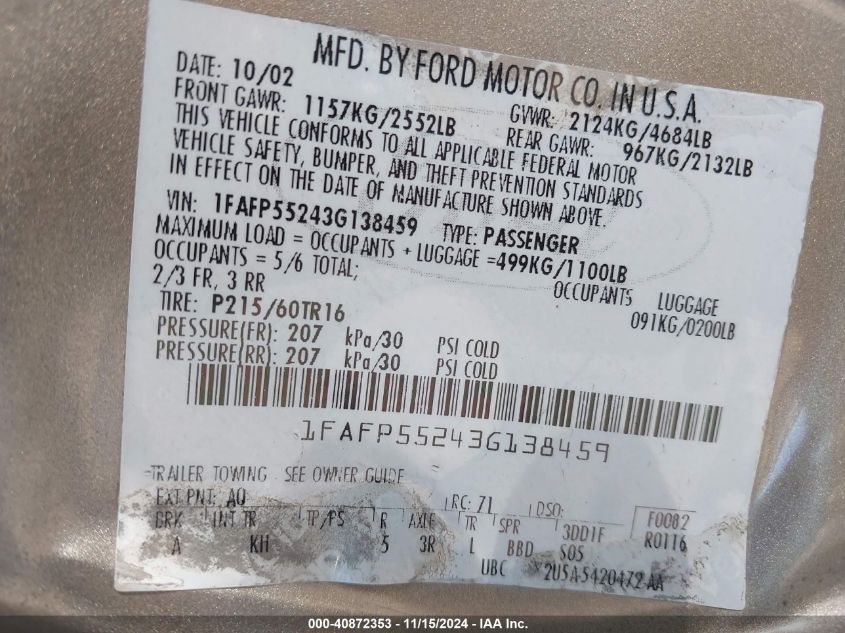 MFD. BY FORD MOTOR CO. IN U.S.A.
DATE: 10/02 GVWR: 2124KG/4684LB
FRONT GAWR: 1157KG/2552LB REAR GAWR: 967KG/2132LB
THIS VEHICLE CONFORMS TO ALL APPLICABLE FEDERAL MOTOR
VEHICLE SAFETY, BUMPER, AND THEFT PREVENTION STANDARDS
IN EFFECT ON THE DATE OF MANUFACTURE SHOWN ABOVE.
VIN: 1FAFP55243G138459 TYPE: PASSENGER
MAXIMUM LOAD = OCCUPANTS + LUGGAGE =499KG/1100LB
OCCUPANTS = 5/6 TOTAL; OCCUPANTS LUGGAGE
2/3 FR, 3 RR 091KG/0200LB
TIRE: P215/60TR16
PRESSURE(FR): 207 kPa/30 PSI COLD
PRESSURE(RR): 207 kPa/30 PSI COLD
1FAFP55243G138459
TRAILER TOWING SEE OWNER GUIDE
EXT PNT: AQ RC: 71 DSO: F0082
BRK INT TR TP/PS R AXLE TR SPR 3DD1F R0116
A KH 5 3R L BBD SOS
UBC 2U5A-5420472-AA
000-40872353 - 11/15/2024 - IAA Inc.